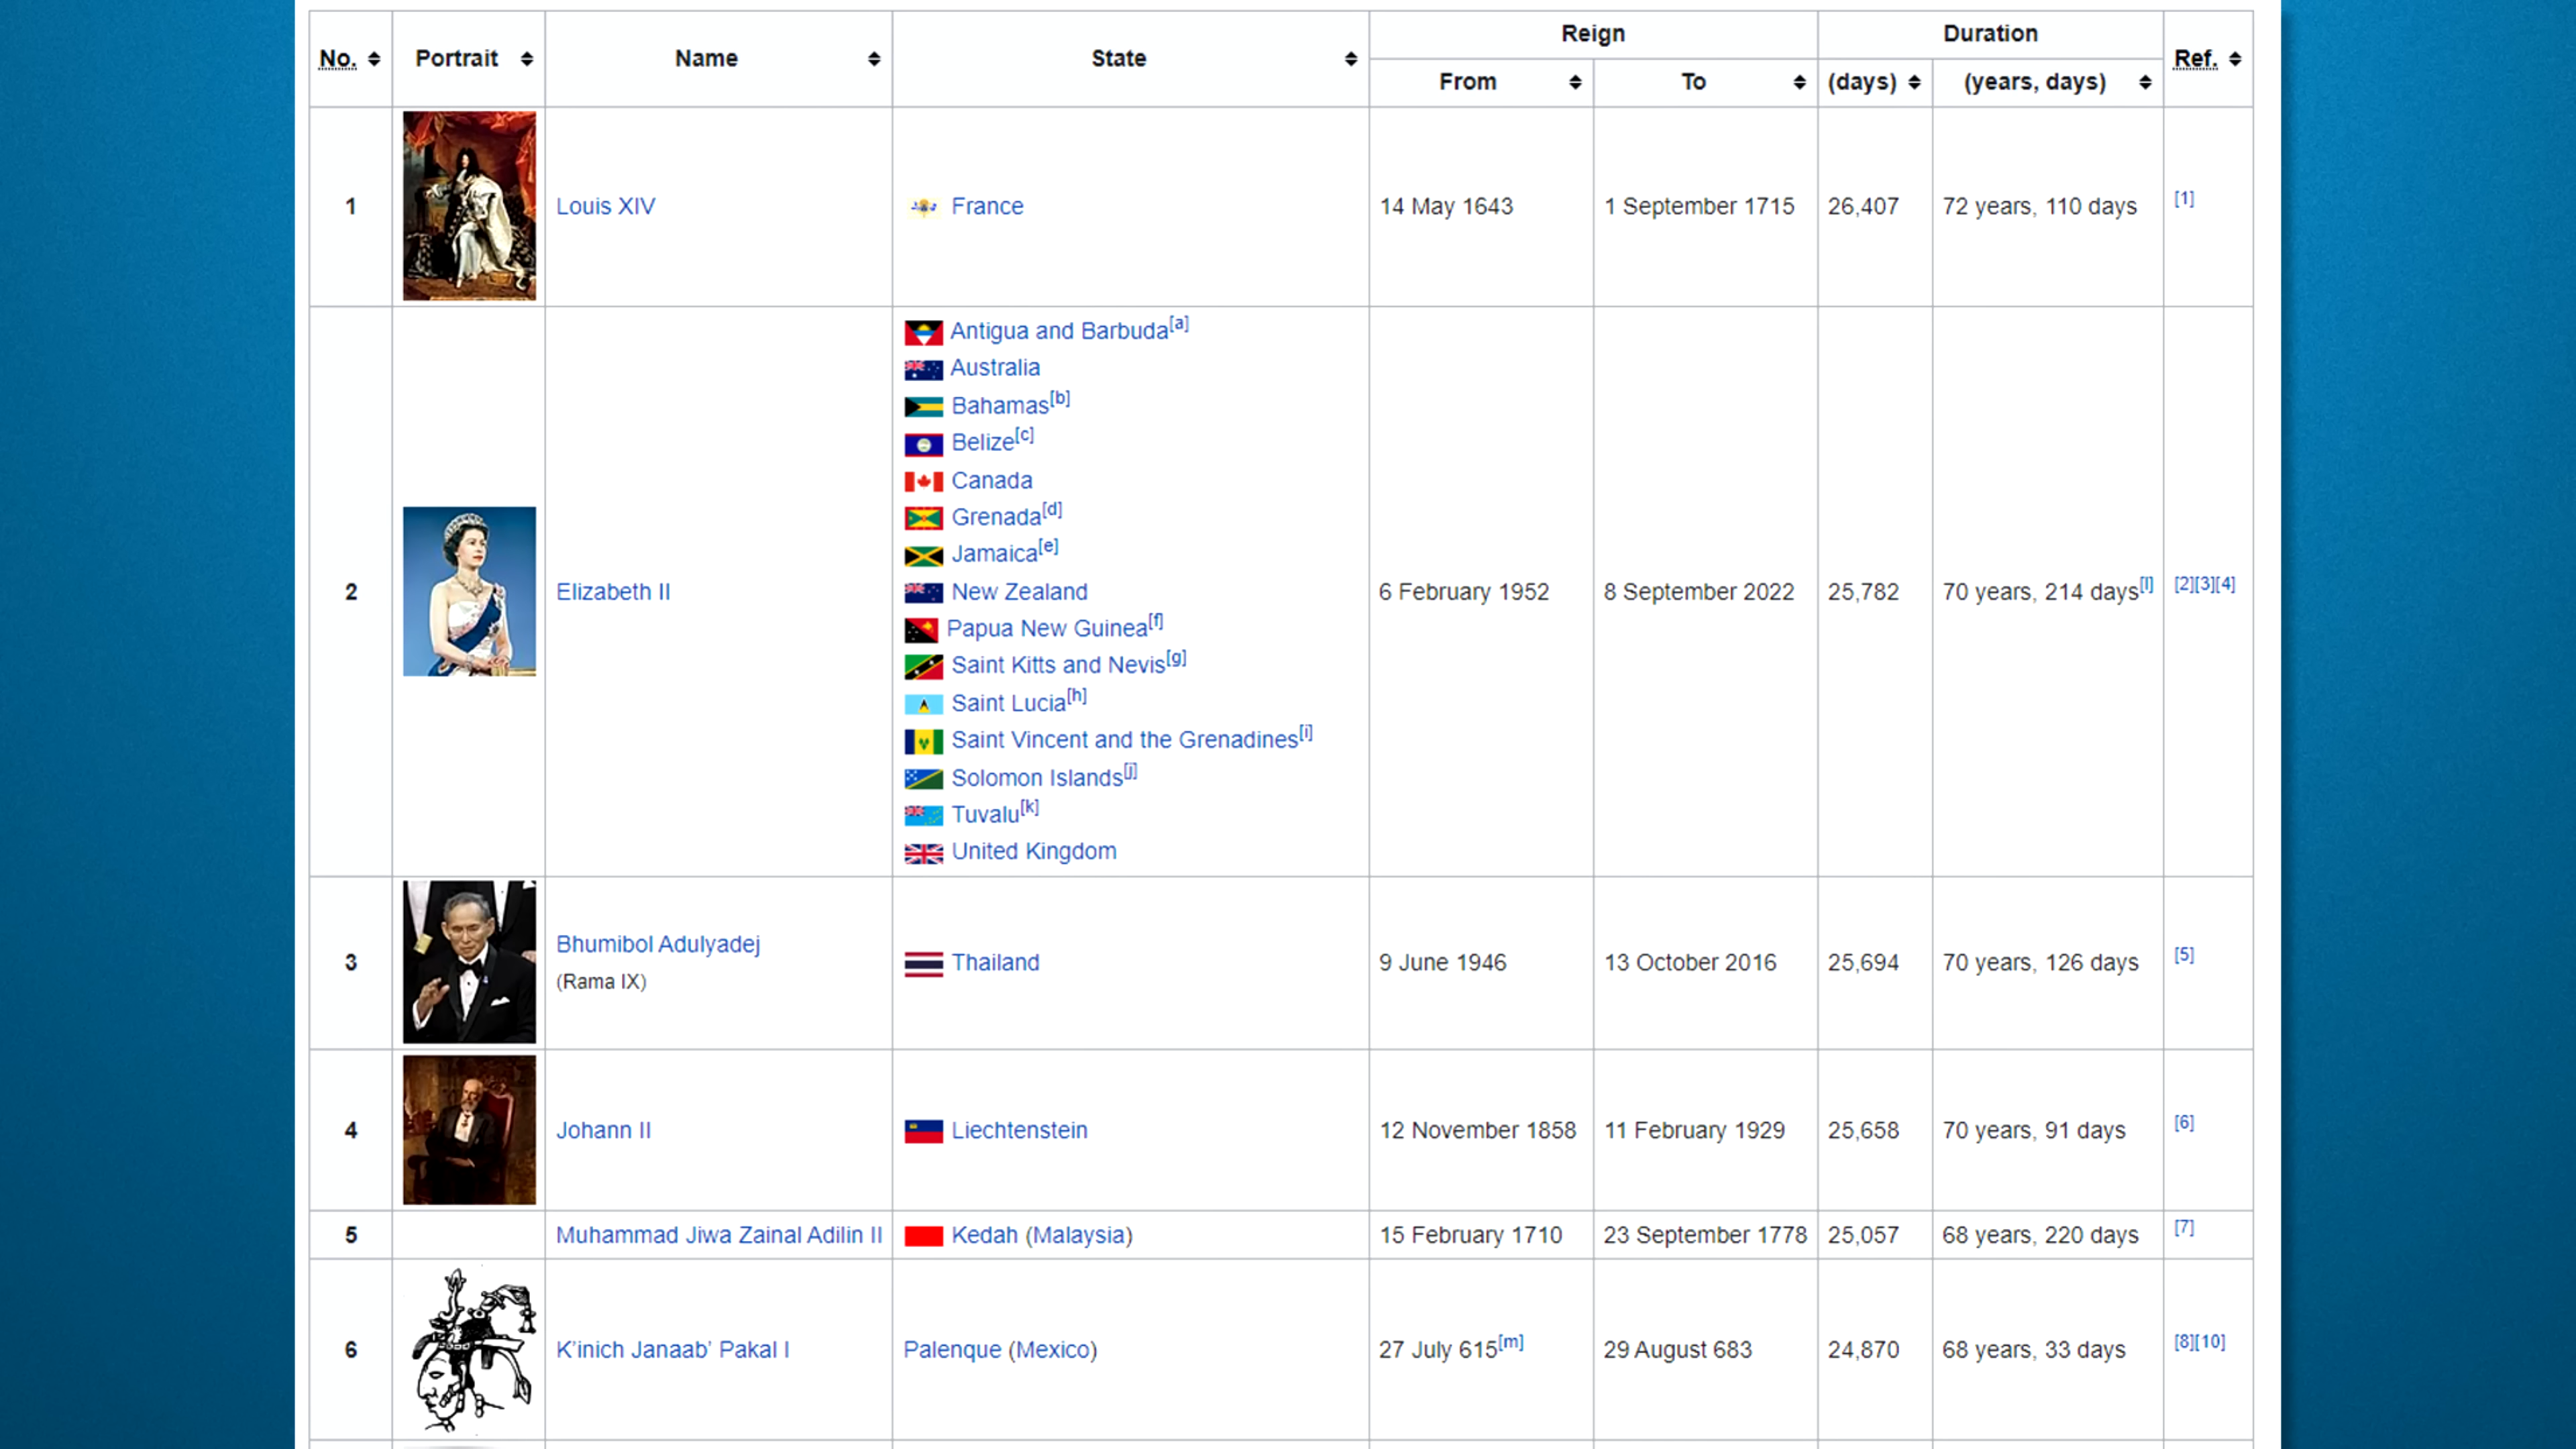 No. Portrait Name State Reign Duration Ref.
From To (days) (years, days)
1 Louis XIV France 14 May 1643 1 September 1715 26,407 72 years, 110 days [1]
Antigua and Barbuda[a]
Australia
Bahamas[b]
Belize[c]
Canada
Grenada[d]
Jamaica[e]
2 Elizabeth II New Zealand 6 February 1952 8 September 2022 25,782 70 years, 214 days[l] [2][3][4]
Papua New Guinea[f]
Saint Kitts and Nevis[g]
Saint Lucia[h]
Saint Vincent and the Grenadines[i]
Solomon Islands[j]
Tuvalu[k]
United Kingdom
3 Bhumibol Adulyadej Thailand 9 June 1946 13 October 2016 25,694 70 years, 126 days [5]
(Rama IX)
4 Johann II Liechtenstein 12 November 1858 11 February 1929 25,658 70 years, 91 days [6]
5 Muhammad Jiwa Zainal Adilin II Kedah (Malaysia) 15 February 1710 23 September 1778 25,057 68 years, 220 days [7]
6 K'inich Janaab' Pakal I Palenque (Mexico) 27 July 615[m] 29 August 683 24,870 68 years, 33 days [8][10]